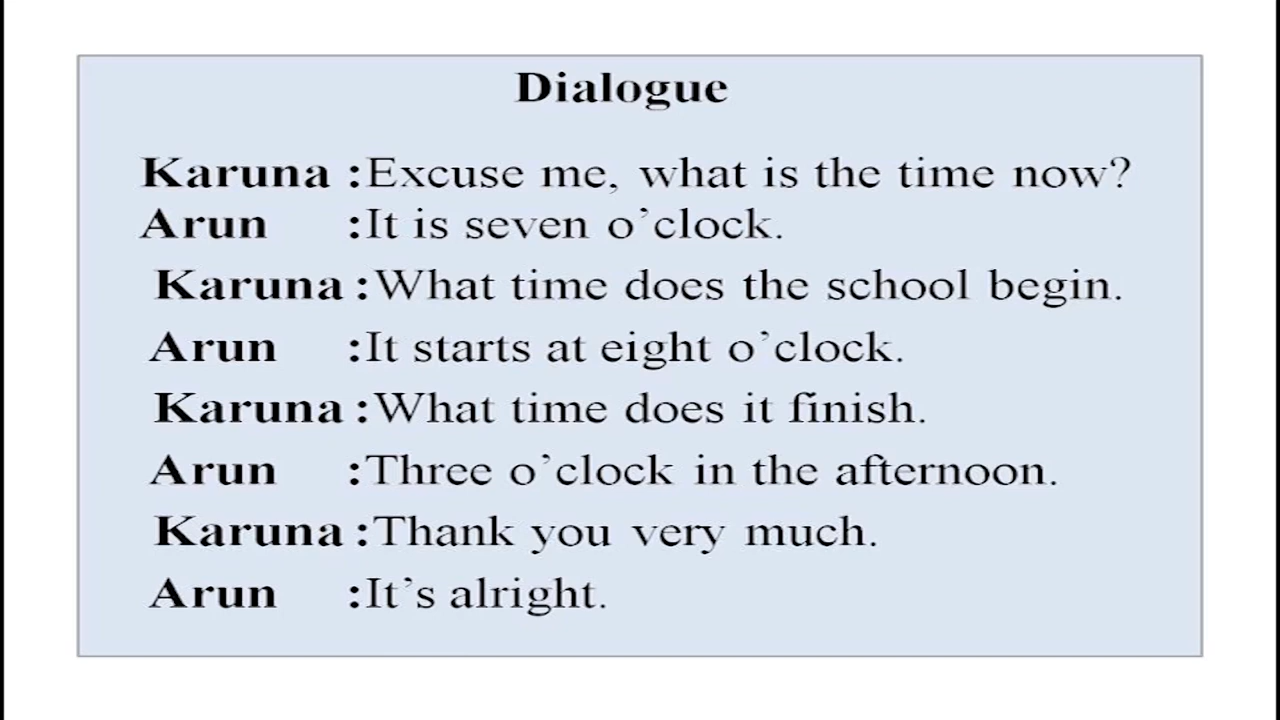 Dialogue
Karuna :Excuse me, what is the time now?
Arun :It is seven o’clock.
Karuna :What time does the school begin.
Arun :It starts at eight o’clock.
Karuna :What time does it finish.
Arun :Three o’clock in the afternoon.
Karuna :Thank you very much.
Arun :It’s alright.